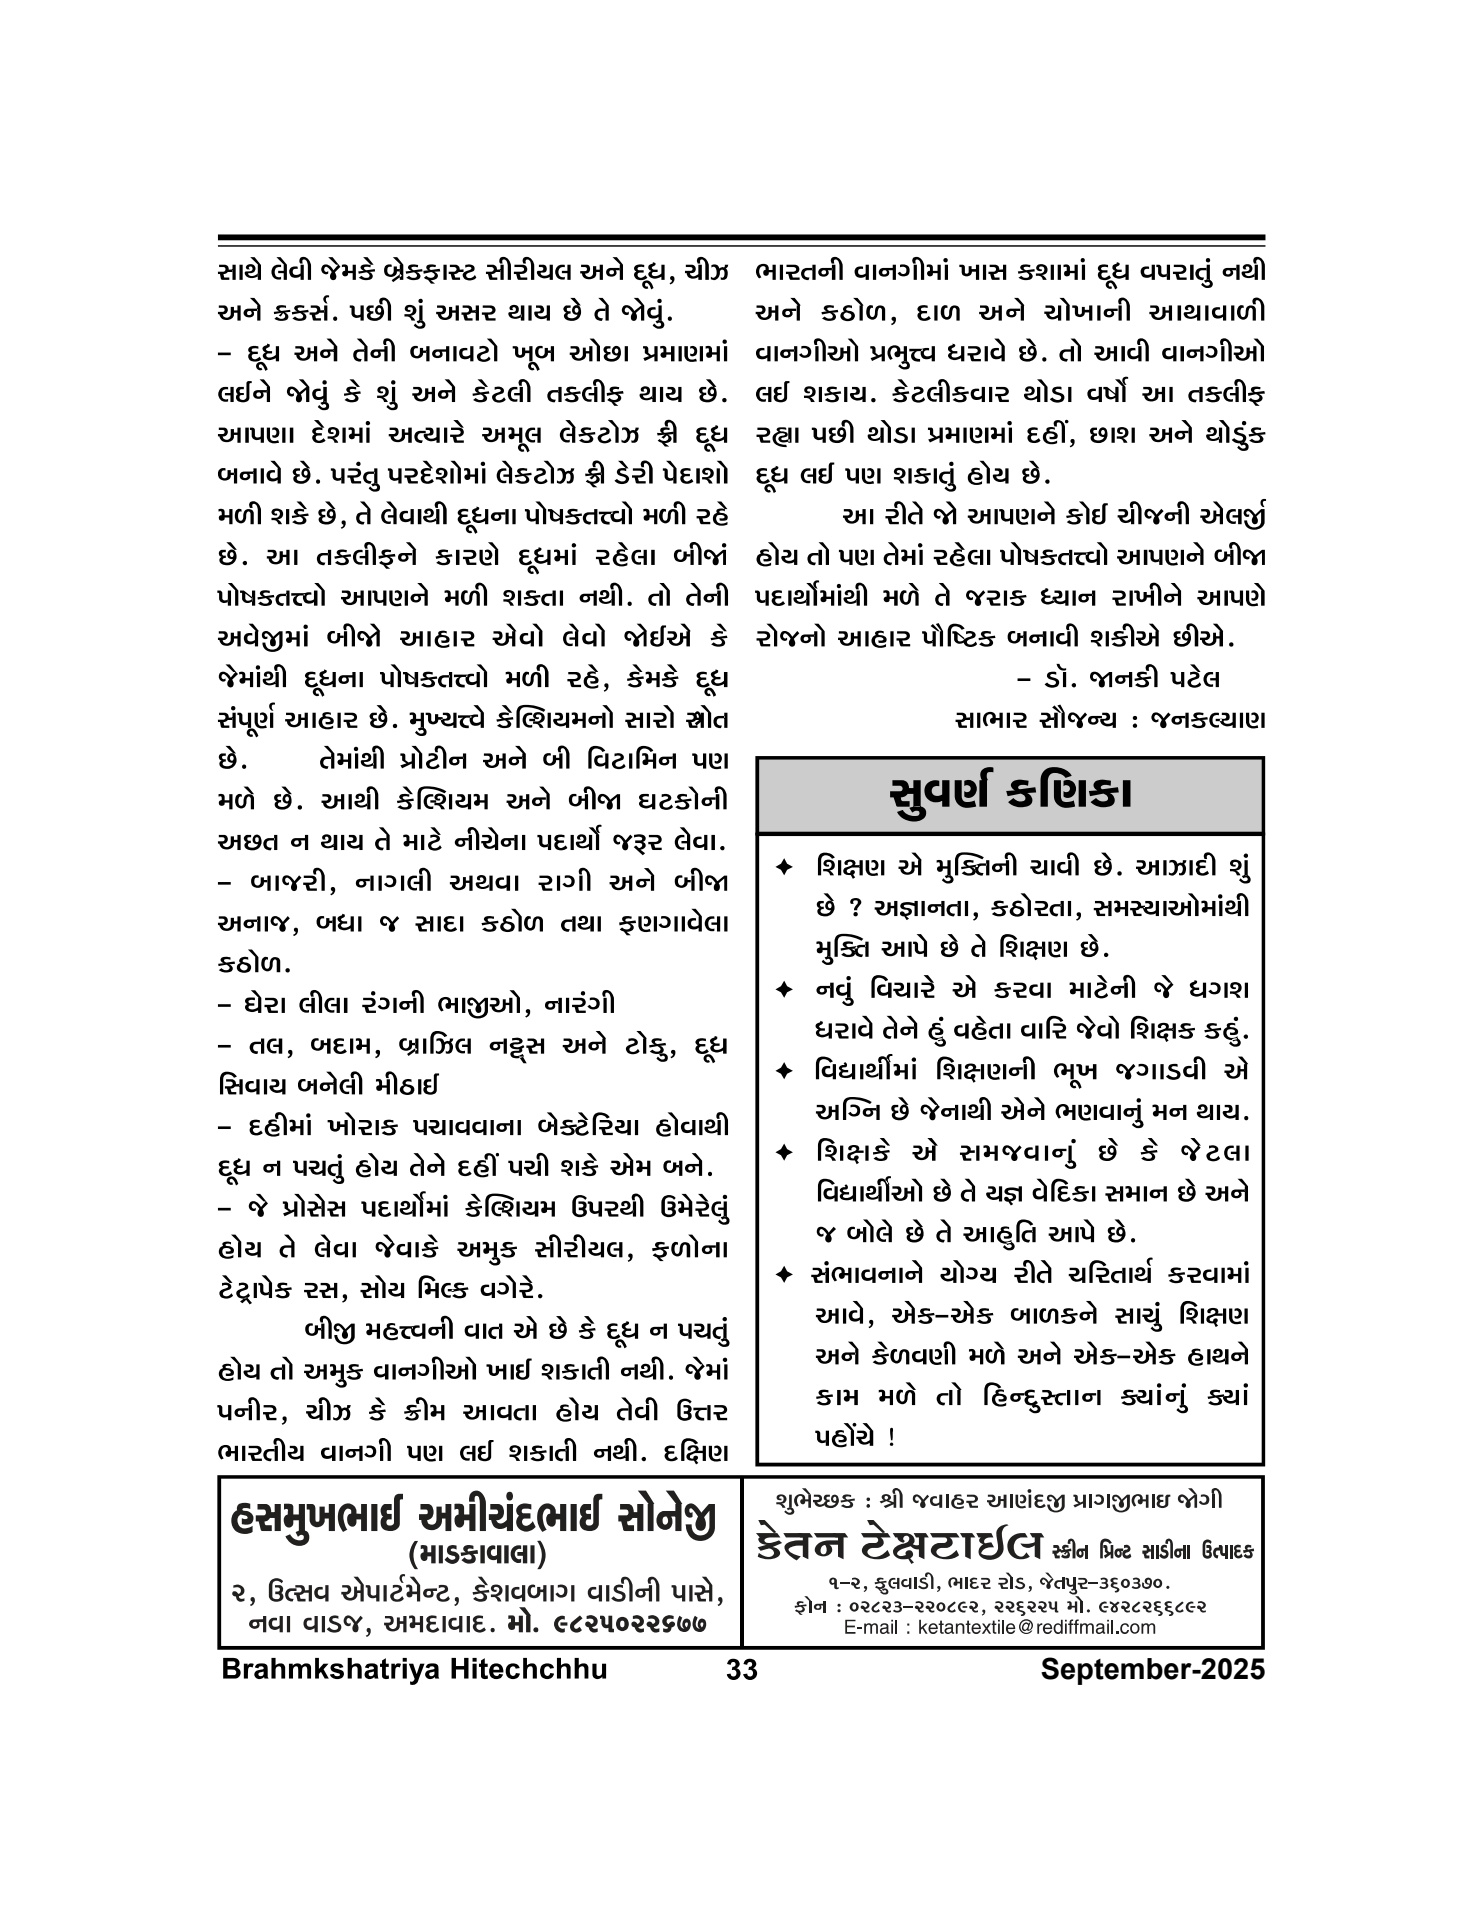 સાથે લેવી જેમકે બ્રેકફાસ્ટ સીરીયલ અને દૂધ, ચીઝ
અને ક્રકર્સ. પછી શું અસર થાય છે તે જોવું.
– દૂધ અને તેની બનાવટો ખૂબ ઓછા પ્રમાણમાં
લઈને જોવું કે શું અને કેટલી તકલીફ થાય છે.
આપણા દેશમાં અત્યારે અમૂલ લેકટોઝ ફ્રી દૂધ
બનાવે છે. પરંતુ પરદેશોમાં લેકટોઝ ફ્રી ડેરી પેદાશો
મળી શકે છે, તે લેવાથી દૂધના પોષકતત્ત્વો મળી રહે
છે. આ તકલીફને કારણે દૂધમાં રહેલા બીજાં
પોષકતત્ત્વો આપણને મળી શકતા નથી. તો તેની
અવેજીમાં બીજો આહાર એવો લેવો જોઈએ કે
જેમાંથી દૂધના પોષકતત્ત્વો મળી રહે, કેમકે દૂધ
સંપૂર્ણ આહાર છે. મુખ્યત્ત્વે કેલ્શિયમનો સારો સ્રોત
છે. તેમાંથી પ્રોટીન અને બી વિટામિન પણ
મળે છે. આથી કેલ્શિયમ અને બીજા ઘટકોની
અછત ન થાય તે માટે નીચેના પદાર્થો જરૂર લેવા.
– બાજરી, નાગલી અથવા રાગી અને બીજા
અનાજ, બધા જ સાદા કઠોળ તથા ફણગાવેલા
કઠોળ.
– ઘેરા લીલા રંગની ભાજીઓ, નારંગી
– તલ, બદામ, બ્રાઝિલ નટ્સ અને ટોફુ, દૂધ
સિવાય બનેલી મીઠાઈ
– દહીમાં ખોરાક પચાવવાના બેક્ટેરિયા હોવાથી
દૂધ ન પચતું હોય તેને દહીં પચી શકે એમ બને.
– જે પ્રોસેસ પદાર્થોમાં કેલ્શિયમ ઉપરથી ઉમેરેલું
હોય તે લેવા જેવાકે અમુક સીરીયલ, ફળોના
ટેટ્રાપેક રસ, સોય મિલ્ક વગેરે.
બીજી મહત્ત્વની વાત એ છે કે દૂધ ન પચતું
હોય તો અમુક વાનગીઓ ખાઈ શકાતી નથી. જેમાં
પનીર, ચીઝ કે ક્રીમ આવતા હોય તેવી ઉત્તર
ભારતીય વાનગી પણ લઈ શકાતી નથી. દક્ષિણ
ભારતની વાનગીમાં ખાસ કશામાં દૂધ વપરાતું નથી
અને કઠોળ, દાળ અને ચોખાની આથાવાળી
વાનગીઓ પ્રભુત્ત્વ ધરાવે છે. તો આવી વાનગીઓ
લઈ શકાય. કેટલીકવાર થોડા વર્ષો આ તકલીફ
રહ્યા પછી થોડા પ્રમાણમાં દહીં, છાશ અને થોડુંક
દૂધ લઈ પણ શકાતું હોય છે.
આ રીતે જો આપણને કોઈ ચીજની એલર્જી
હોય તો પણ તેમાં રહેલા પોષકતત્ત્વો આપણને બીજા
પદાર્થોમાંથી મળે તે જરાક ધ્યાન રાખીને આપણે
રોજનો આહાર પૌષ્ટિક બનાવી શકીએ છીએ.
– ડૉ. જાનકી પટેલ
સાભાર સૌજન્ય : જનકલ્યાણ
સુવર્ણ કણિકા
✦ શિક્ષણ એ મુક્તિની ચાવી છે. આઝાદી શું
છે ? અજ્ઞાનતા, કઠોરતા, સમસ્યાઓમાંથી
મુક્તિ આપે છે તે શિક્ષણ છે.
✦ નવું વિચારે એ કરવા માટેની જે ધગશ
ધરાવે તેને હું વહેતા વારિ જેવો શિક્ષક કહું.
✦ વિદ્યાર્થીમાં શિક્ષણની ભૂખ જગાડવી એ
અગ્નિ છે જેનાથી એને ભણવાનું મન થાય.
✦ શિક્ષકે એ સમજવાનું છે કે જેટલા
વિદ્યાર્થીઓ છે તે યજ્ઞ વેદિકા સમાન છે અને
જ બોલે છે તે આહુતિ આપે છે.
✦ સંભાવનાને યોગ્ય રીતે ચરિતાર્થ કરવામાં
આવે, એક–એક બાળકને સાચું શિક્ષણ
અને કેળવણી મળે અને એક–એક હાથને
કામ મળે તો હિન્દુસ્તાન ક્યાંનું ક્યાં
પહોંચે !
હસમુખભાઈ અમીચંદભાઈ સોનેજી
(માડકાવાલા)
૨, ઉત્સવ એપાર્ટમેન્ટ, કેશવબાગ વાડીની પાસે,
નવા વાડજ, અમદાવાદ. મો. ૯૮૨૫૦૨૨૬૭૭
શુભેચ્છક : શ્રી જવાહર આણંદજી પ્રાગજીભાઇ જોગી
કેતન ટેક્ષટાઈલ સ્ક્રીન પ્રિન્ટ સાડીના ઉત્પાદક
૧–૨, ફુલવાડી, ભાદર રોડ, જેતપુર–૩૬૦૩૭૦.
ફોન : ૦૨૮૨૩–૨૨૦૮૯૨, ૨૨૬૨૨૫ મો. ૯૪૨૮૨૬૬૮૯૨
E-mail : ketantextile@rediffmail.com
Brahmkshatriya Hitechchhu 33 September-2025